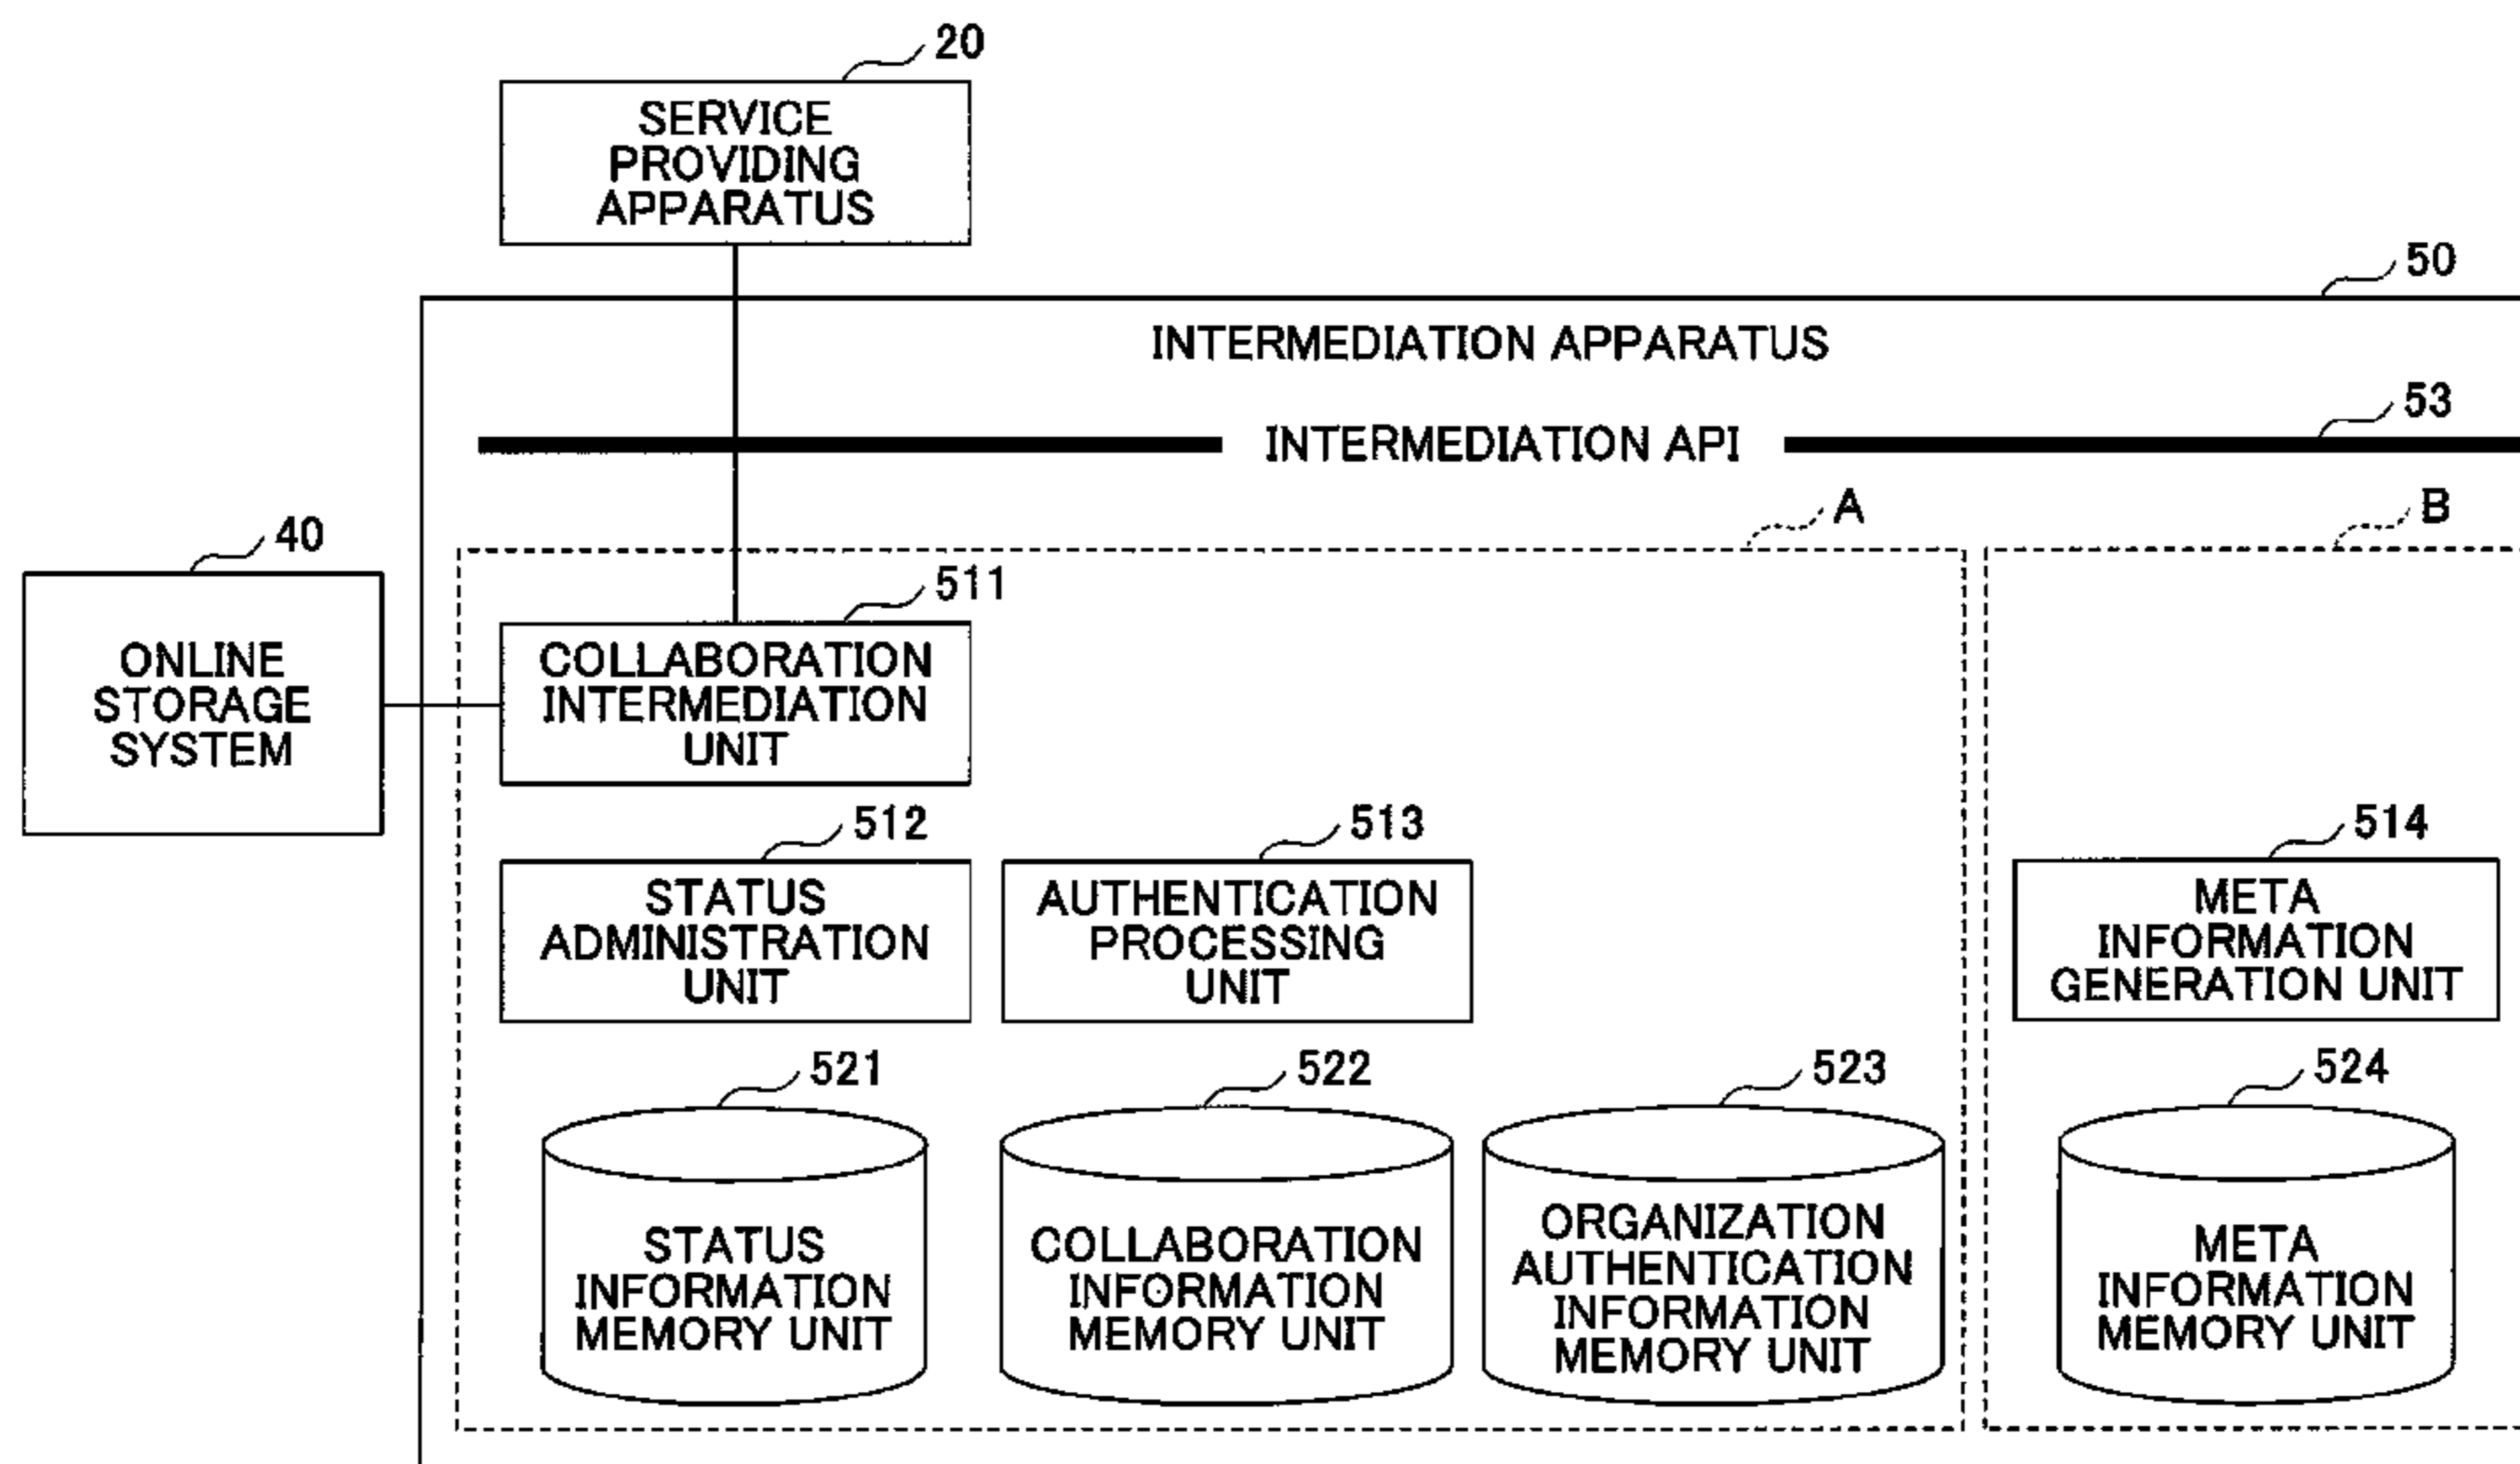 20
SERVICE
PROVIDING
APPARATUS
50
INTERMEDIATION APPARATUS
53
INTERMEDIATION API
A
B
40
ONLINE
STORAGE
SYSTEM
511
COLLABORATION
INTERMEDIATION
UNIT
512
STATUS
ADMINISTRATION
UNIT
513
AUTHENTICATION
PROCESSING
UNIT
514
META
INFORMATION
GENERATION UNIT
521
STATUS
INFORMATION
MEMORY UNIT
522
COLLABORATION
INFORMATION
MEMORY UNIT
523
ORGANIZATION
AUTHENTICATION
INFORMATION
MEMORY UNIT
524
META
INFORMATION
MEMORY UNIT